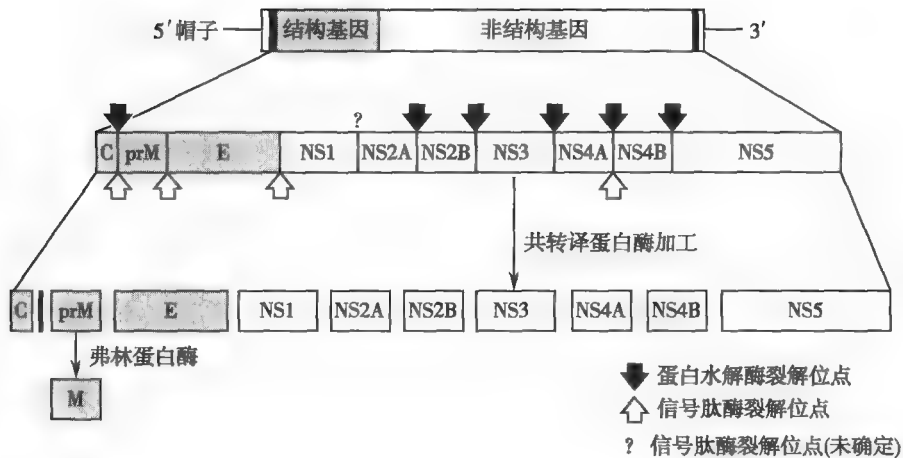 5′帽子 结构基因 非结构基因 3′
?
C prM E NS1 NS2A NS2B NS3 NS4A NS4B NS5
共转译蛋白酶加工
C prM E NS1 NS2A NS2B NS3 NS4A NS4B NS5
弗林蛋白酶
M
蛋白水解酶裂解位点
信号肽酶裂解位点
? 信号肽酶裂解位点(未确定)